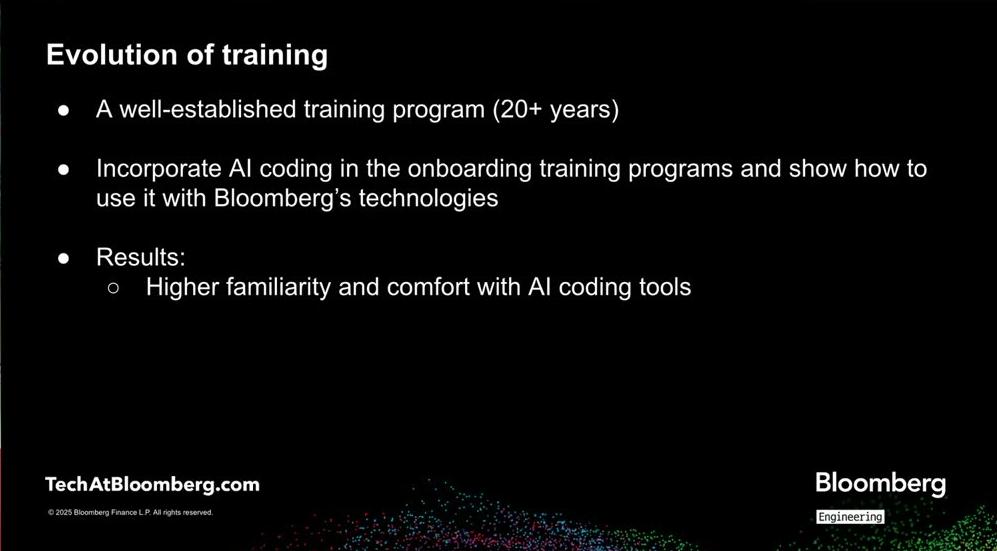 Evolution of training
● A well-established training program (20+ years)
● Incorporate AI coding in the onboarding training programs and show how to
use it with Bloomberg’s technologies
● Results:
○ Higher familiarity and comfort with AI coding tools
TechAtBloomberg.com
© 2025 Bloomberg Finance L.P. All rights reserved.
Bloomberg
Engineering